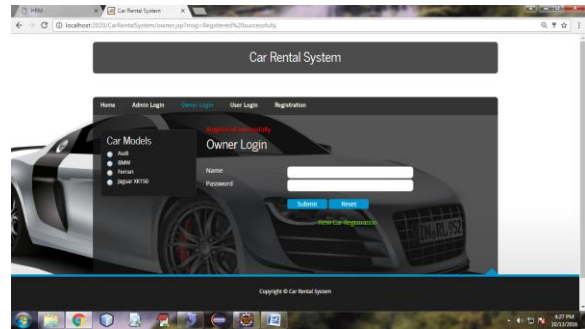 HRM
Car Rental System
localhost:2020/CarRentalSystem/owner.jsp?msg=Registered%20successfully
Car Rental System
Home Admin Login Owner Login User Login Registration
Registered successfully
Car Models
Audi
BMW
Ferrari
Jaguar XK150
Owner Login
Name
Password
Submit Reset
New Car Registration
Copyright © Car Rental System
4:27 PM
10/13/2016